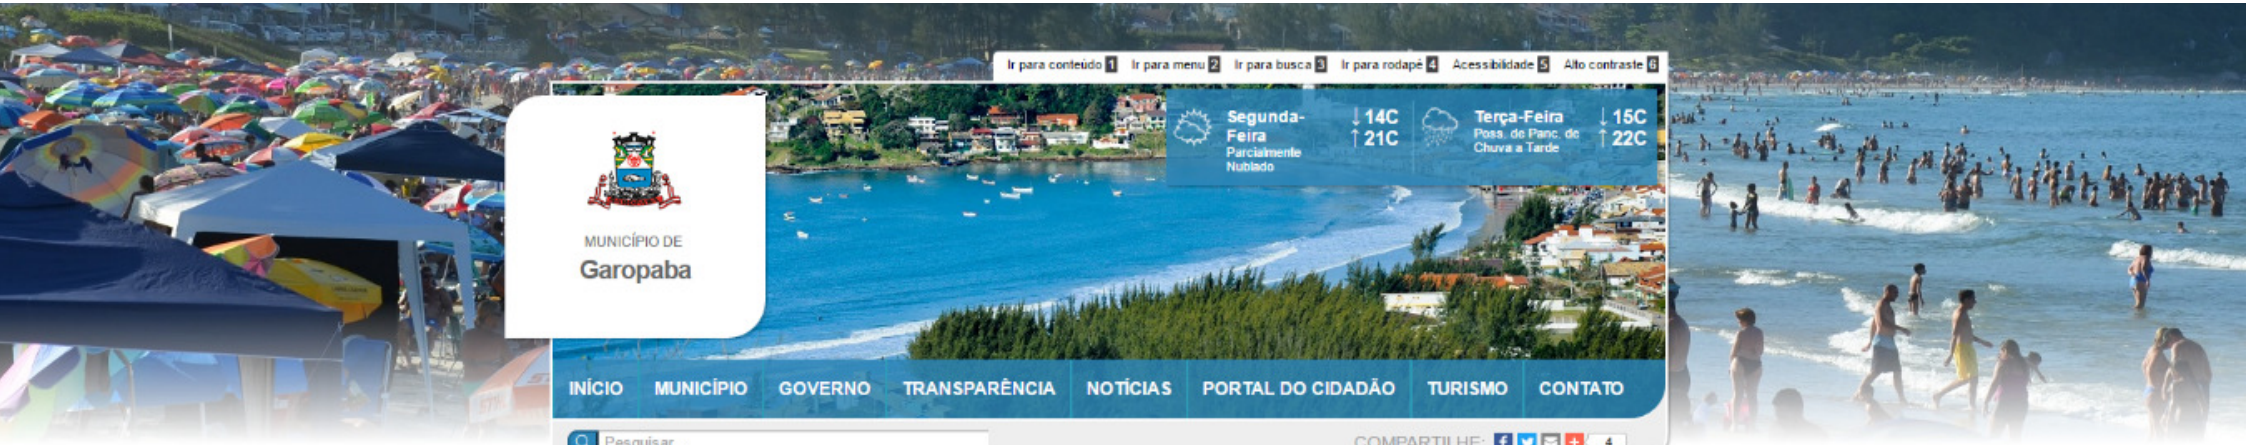 Ir para conteúdo 1 Ir para menu 2 Ir para busca 3 Ir para rodapé 4 Acessibilidade 5 Alto contraste 6
MUNICÍPIO DE
Garopaba
Segunda-
Feira
Parcialmente
Nublado
↓ 14C
↑ 21C
Terça-Feira
Poss. de Panc. de
Chuva a Tarde
↓ 15C
↑ 22C
INÍCIO MUNICÍPIO GOVERNO TRANSPARÊNCIA NOTÍCIAS PORTAL DO CIDADÃO TURISMO CONTATO
Pesquisar...
COMPARTILHE: 4